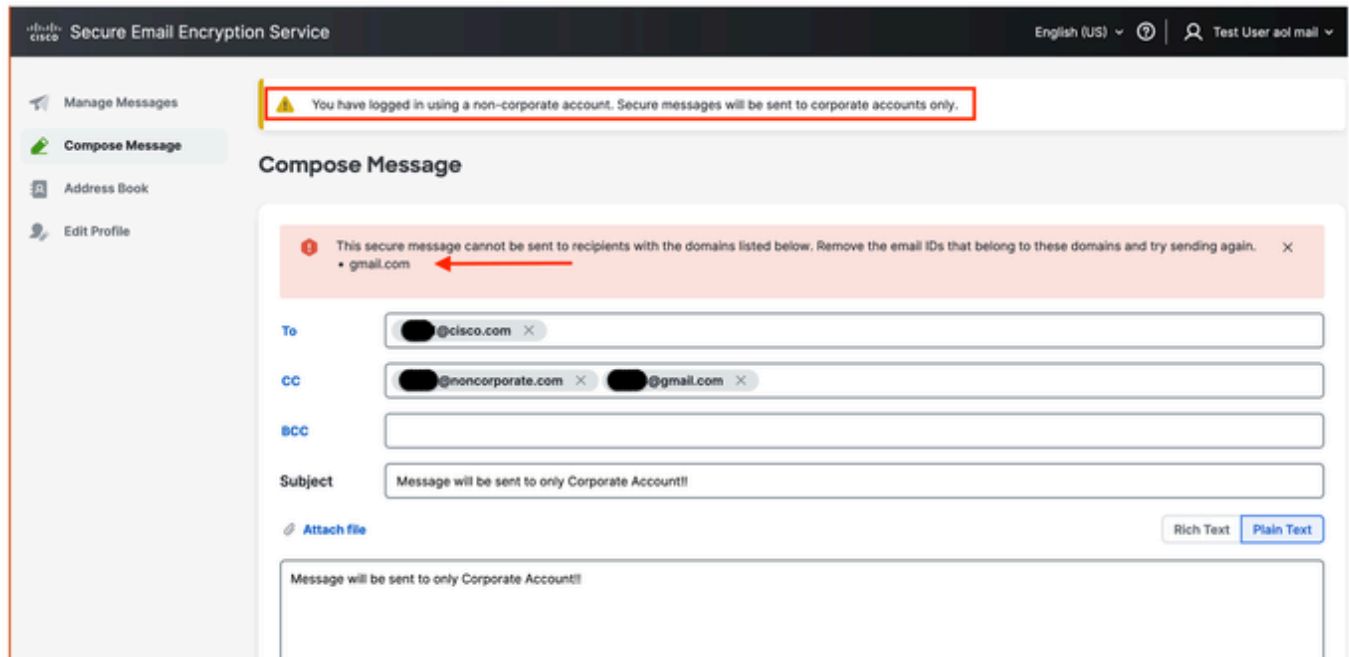 cisco Secure Email Encryption Service
English (US)
Test User aol mail
Manage Messages
Compose Message
Address Book
Edit Profile
You have logged in using a non-corporate account. Secure messages will be sent to corporate accounts only.
Compose Message
This secure message cannot be sent to recipients with the domains listed below. Remove the email IDs that belong to these domains and try sending again.
• gmail.com
To
@cisco.com
CC
@noncorporate.com @gmail.com
BCC
Subject
Message will be sent to only Corporate Account!!
Attach file
Rich Text Plain Text
Message will be sent to only Corporate Account!!